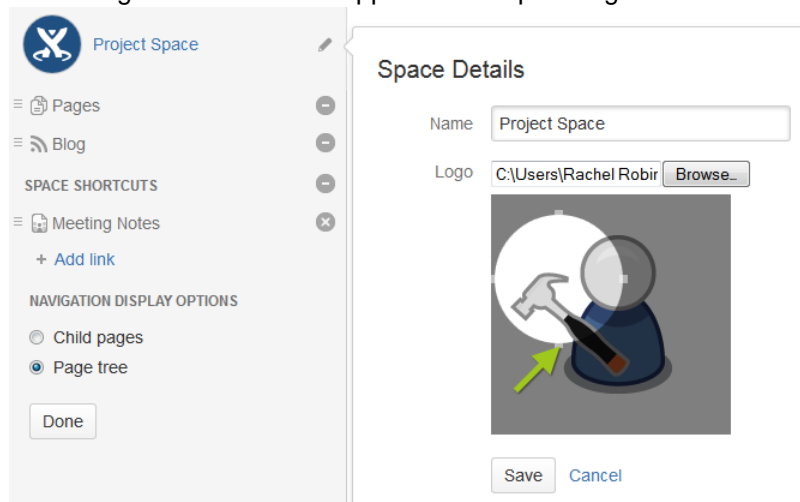 Project Space
Pages
Blog
SPACE SHORTCUTS
Meeting Notes
+ Add link
NAVIGATION DISPLAY OPTIONS
Child pages
Page tree
Done
Space Details
Name Project Space
Logo C:\Users\Rachel Robir Browse...
Save Cancel